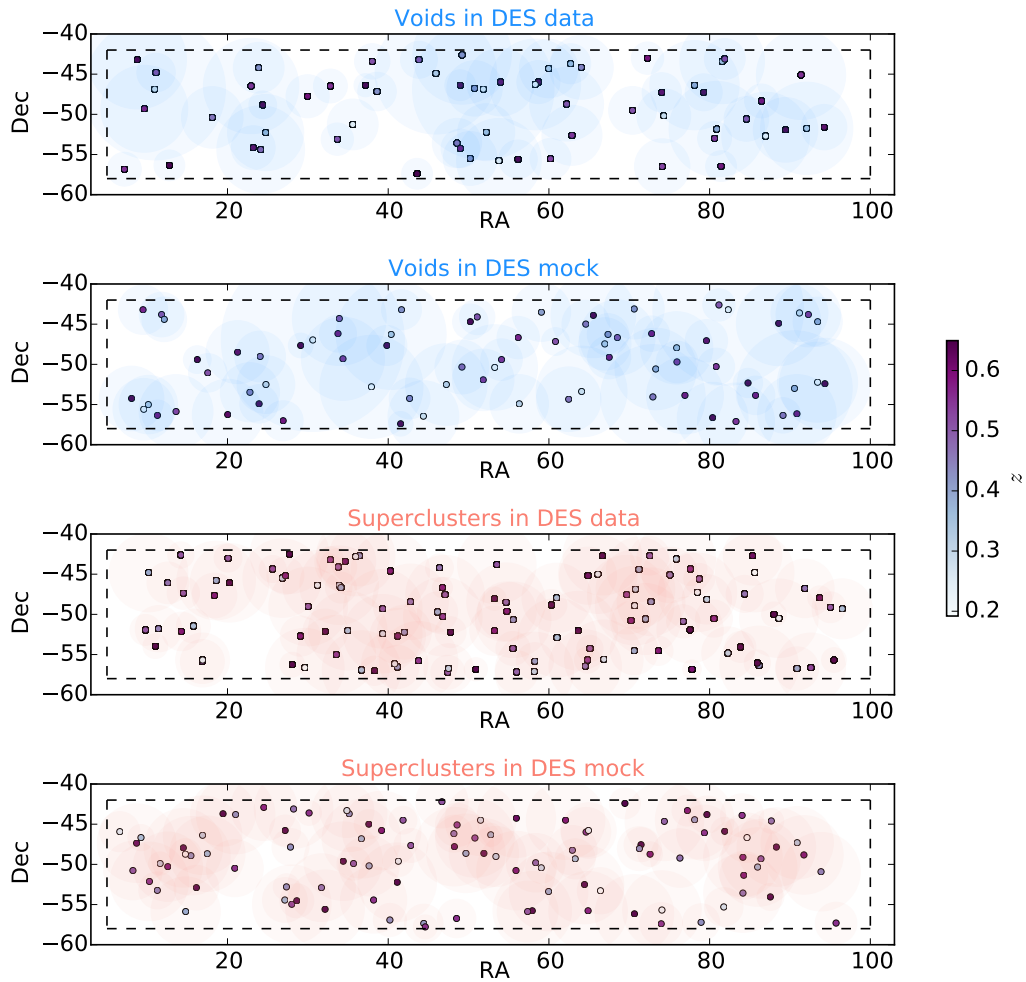 Voids in DES data
−40
−45
−50
−55
−60
Dec
20 40 60 80 100
RA
Voids in DES mock
−40
−45
−50
−55
−60
Dec
20 40 60 80 100
RA
0.6
0.5
0.4
0.3
0.2
z
Superclusters in DES data
−40
−45
−50
−55
−60
Dec
20 40 60 80 100
RA
Superclusters in DES mock
−40
−45
−50
−55
−60
Dec
20 40 60 80 100
RA